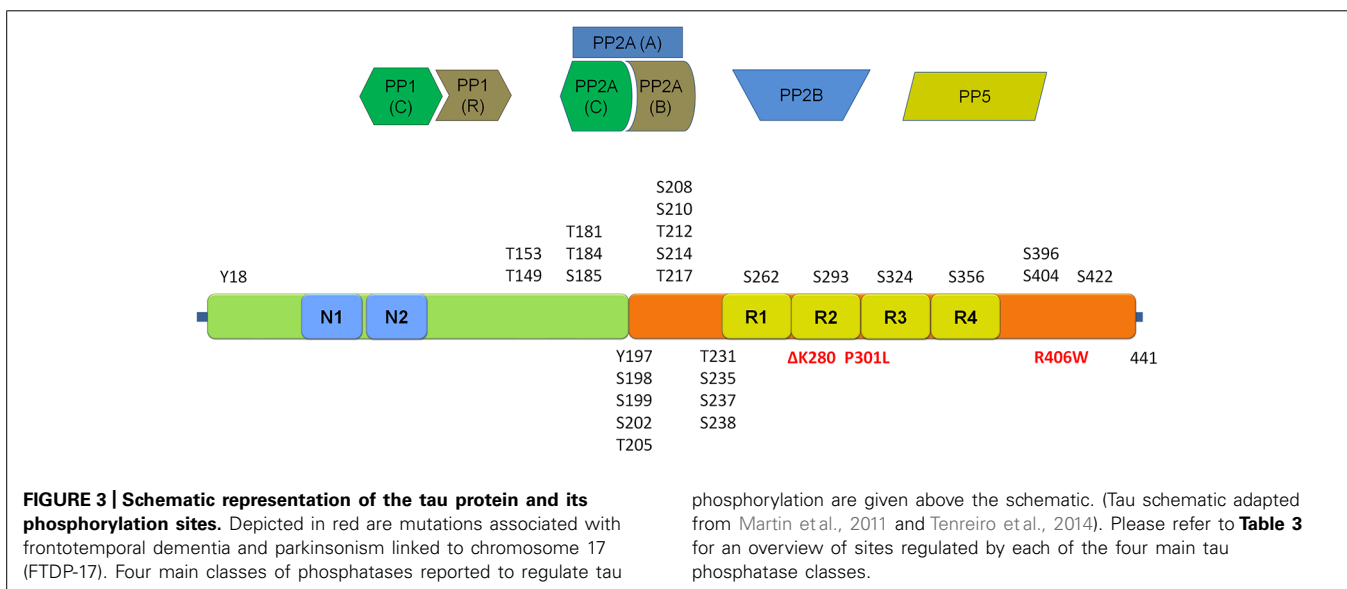 PP2A (A)
PP1
(C)
PP1
(R)
PP2A
(C)
PP2A
(B)
PP2B
PP5
S208
S210
T212
S214
T217
T181
T184
S185
T153
T149
Y18
S262
S293
S324
S356
S396
S404
S422
N1
N2
R1
R2
R3
R4
Y197
S198
S199
S202
T205
T231
S235
S237
S238
ΔK280
P301L
R406W
441
FIGURE 3 | Schematic representation of the tau protein and its
phosphorylation sites. Depicted in red are mutations associated with
frontotemporal dementia and parkinsonism linked to chromosome 17
(FTDP-17). Four main classes of phosphatases reported to regulate tau
phosphorylation are given above the schematic. (Tau schematic adapted
from Martin et al., 2011 and Tenreiro et al., 2014). Please refer to Table 3
for an overview of sites regulated by each of the four main tau
phosphatase classes.